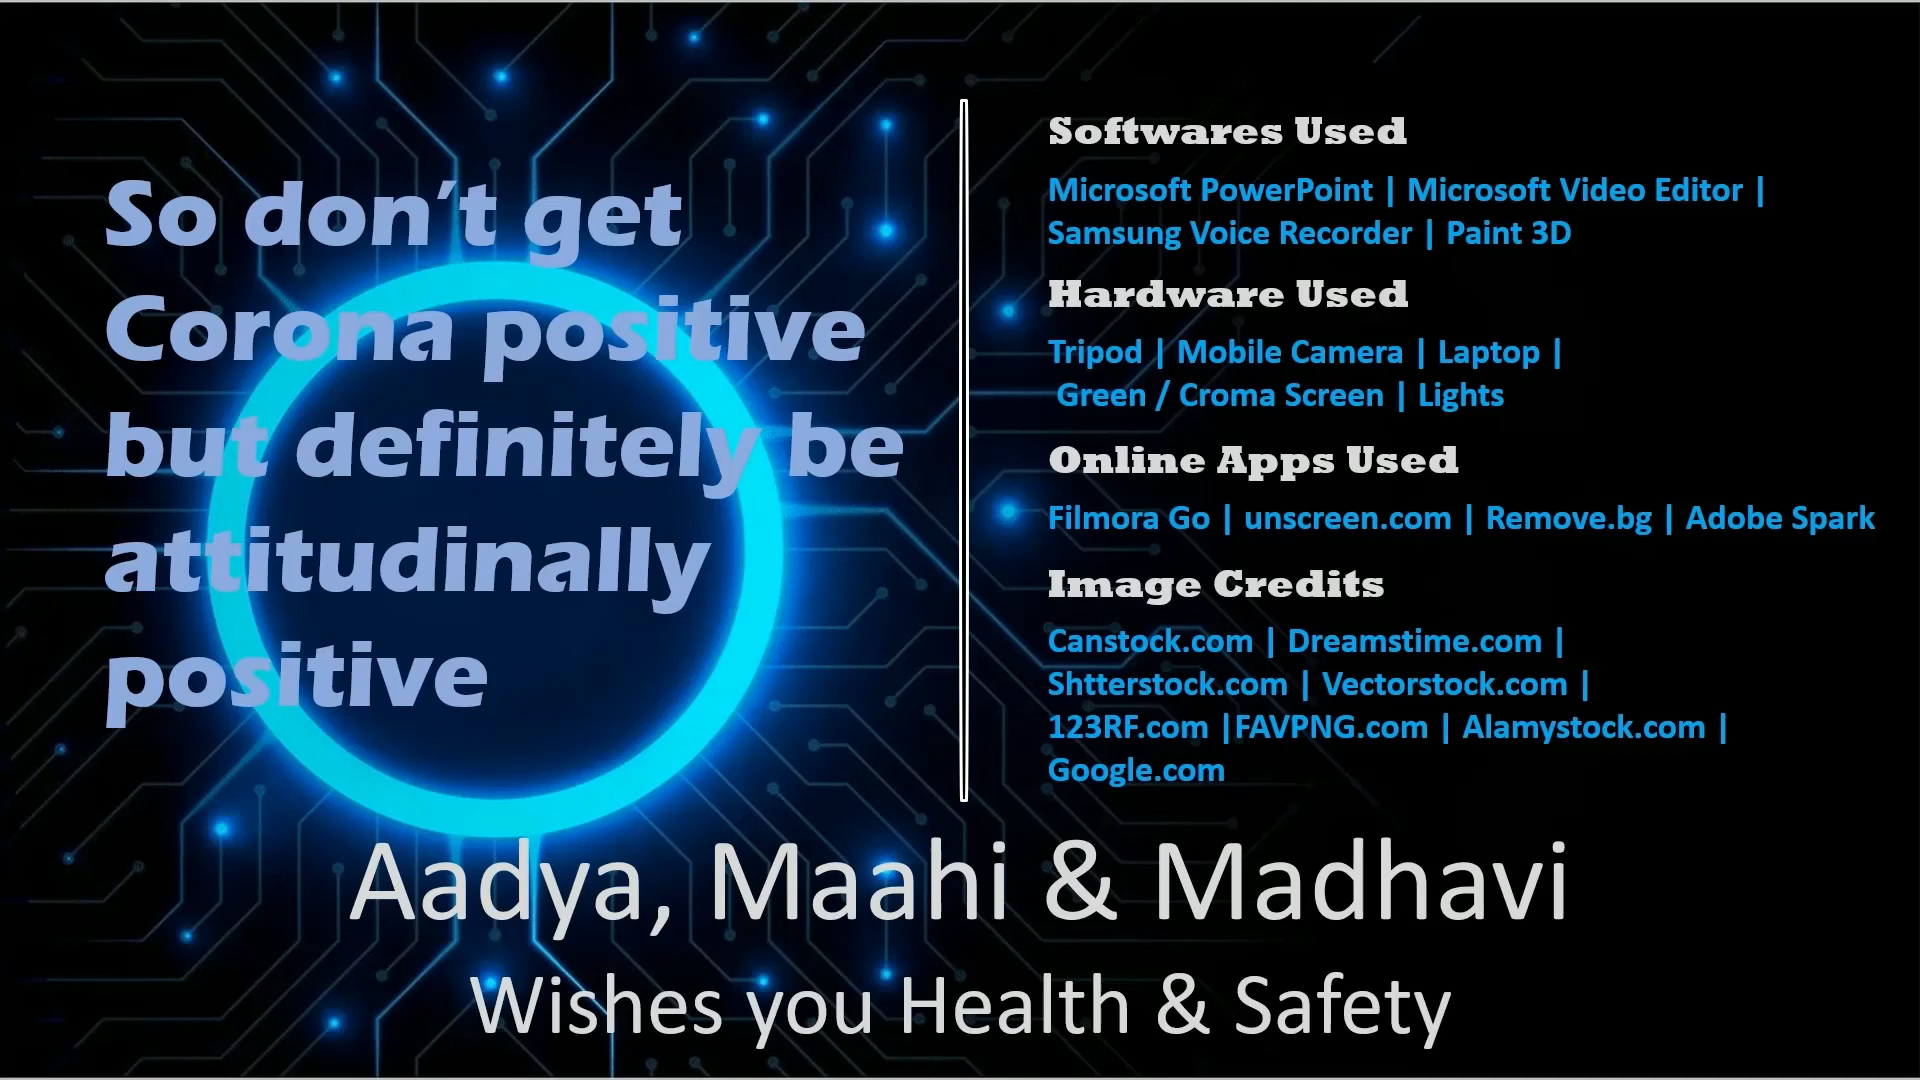 So don't get
Corona positive
but definitely be
attitudinally
positive
Softwares Used
Microsoft PowerPoint | Microsoft Video Editor |
Samsung Voice Recorder | Paint 3D
Hardware Used
Tripod | Mobile Camera | Laptop |
Green / Croma Screen | Lights
Online Apps Used
Filmora Go | unscreen.com | Remove.bg | Adobe Spark
Image Credits
Canstock.com | Dreamstime.com |
Shtterstock.com | Vectorstock.com |
123RF.com |FAVPNG.com | Alamystock.com |
Google.com
Aadya, Maahi & Madhavi
Wishes you Health & Safety